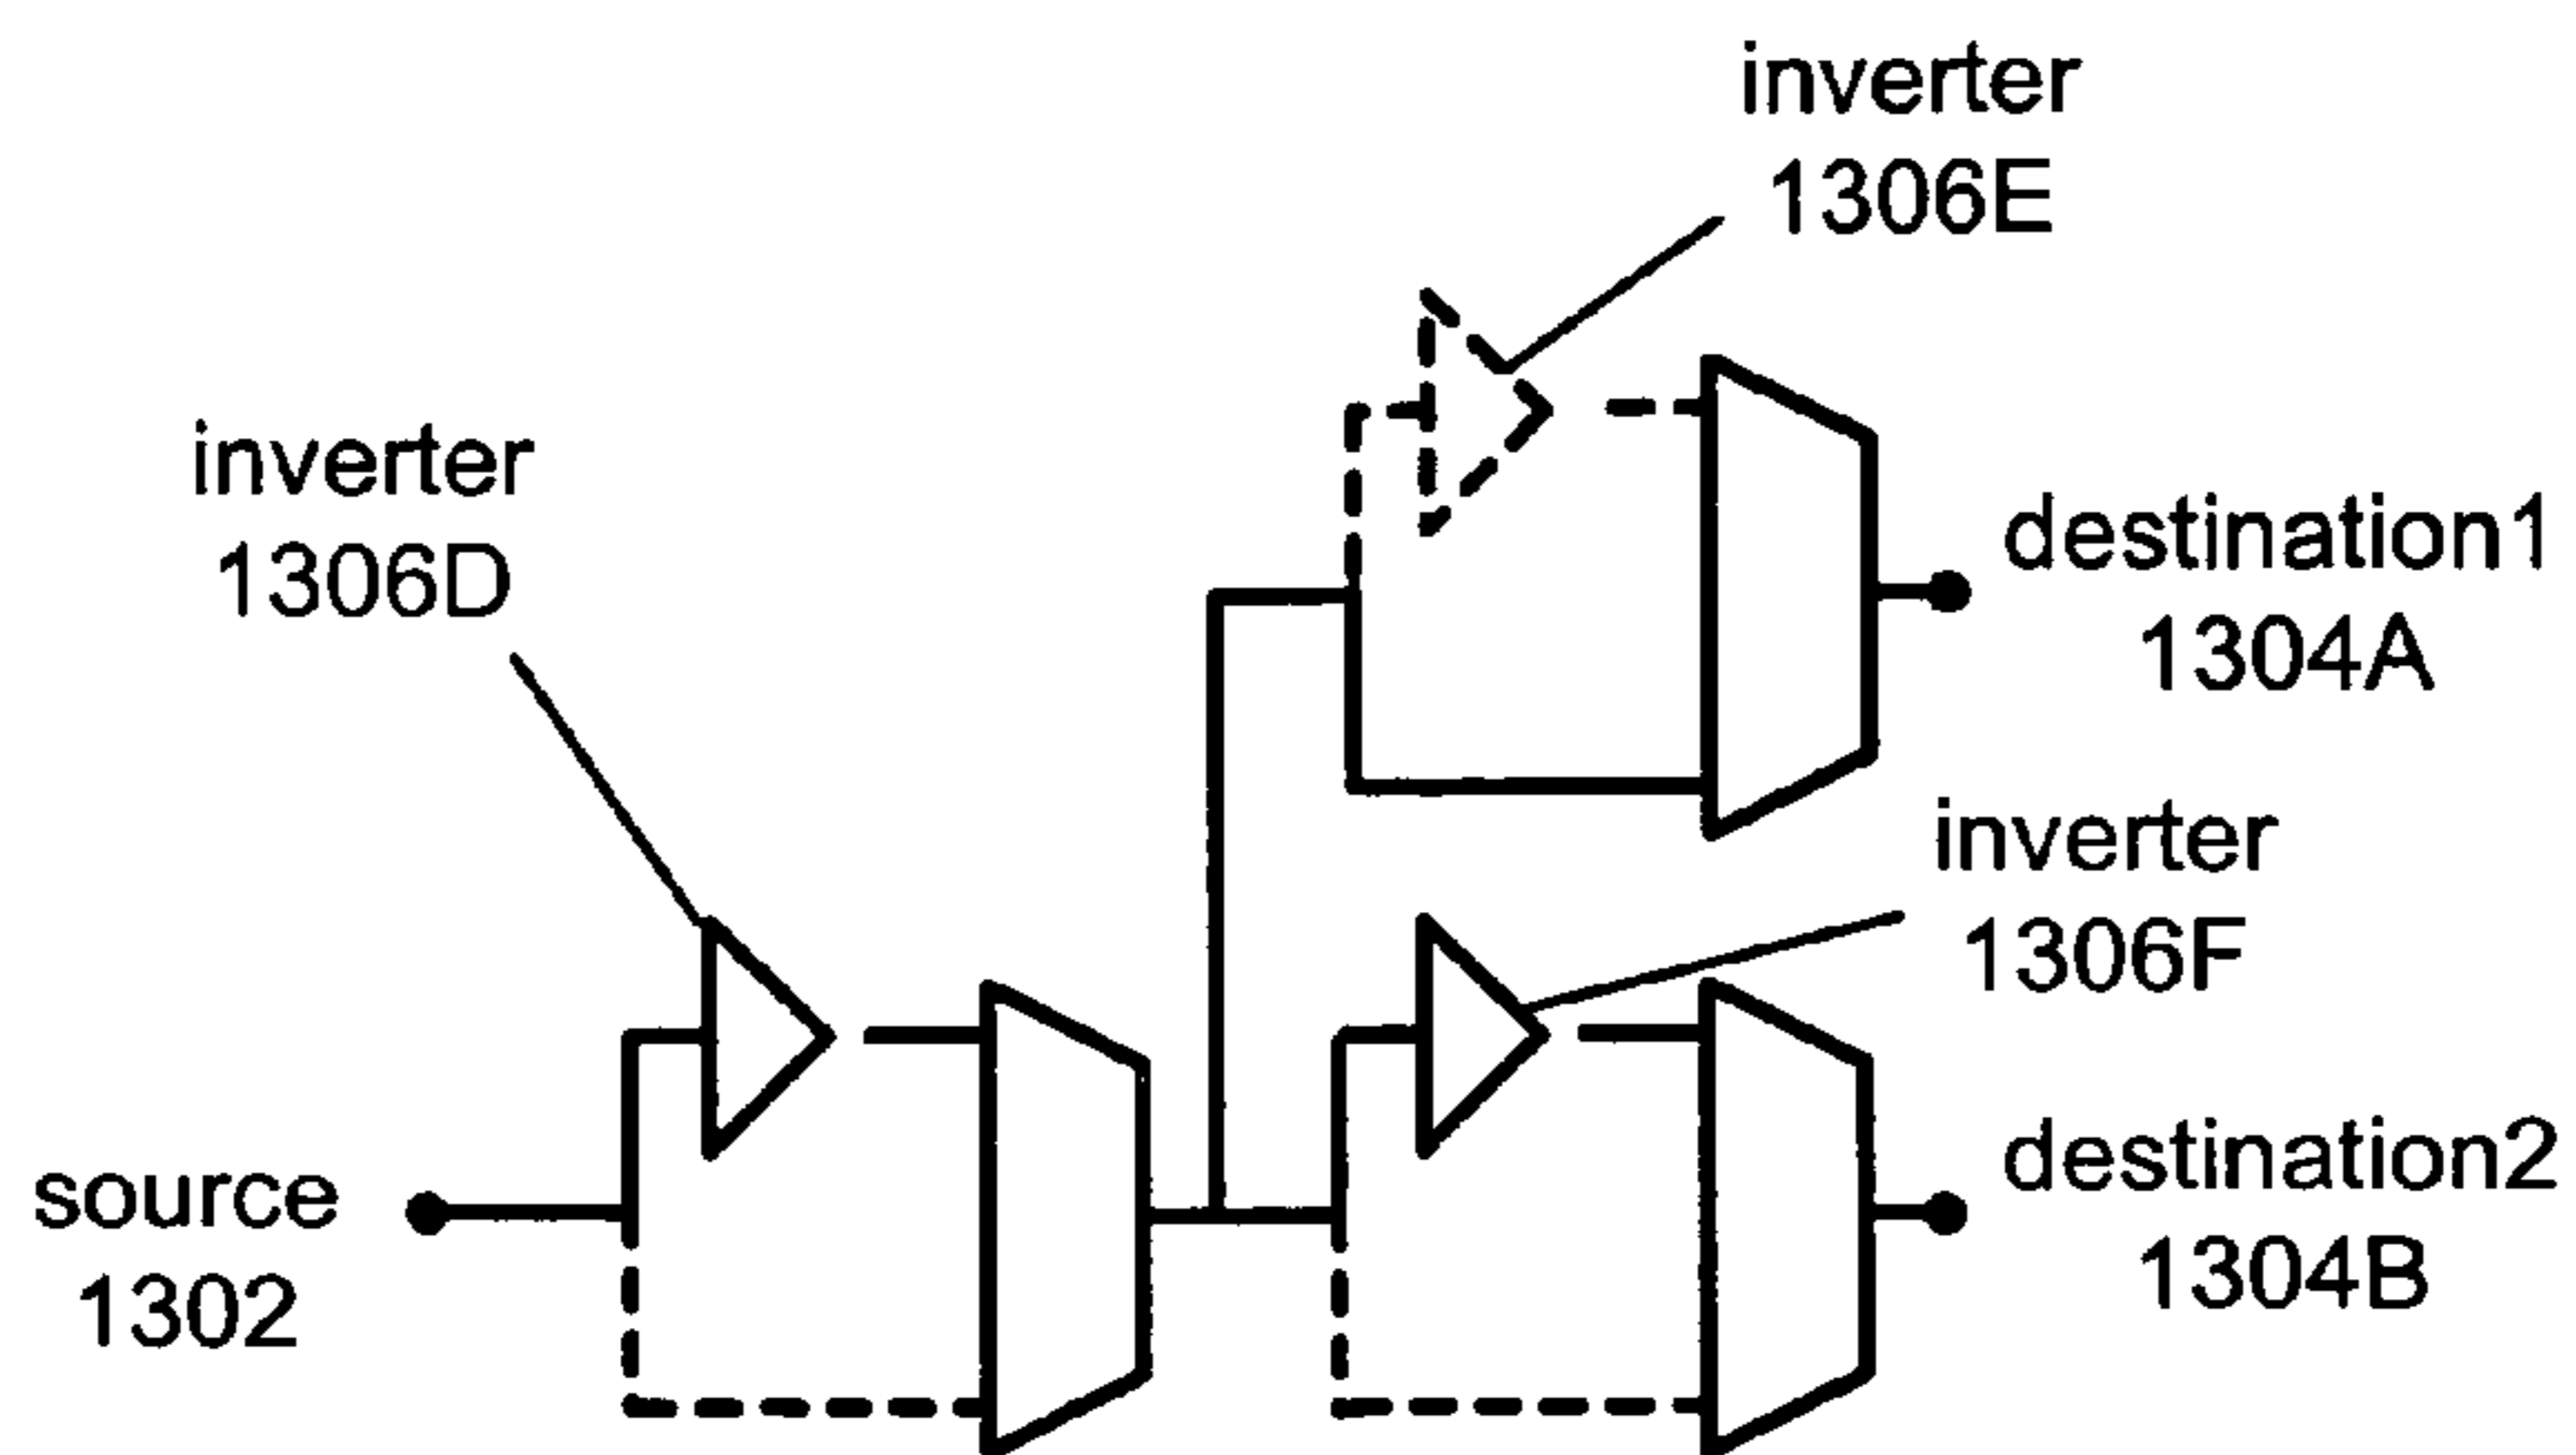 inverter
1306E
inverter
1306D
destination1
1304A
inverter
1306F
source
1302
destination2
1304B